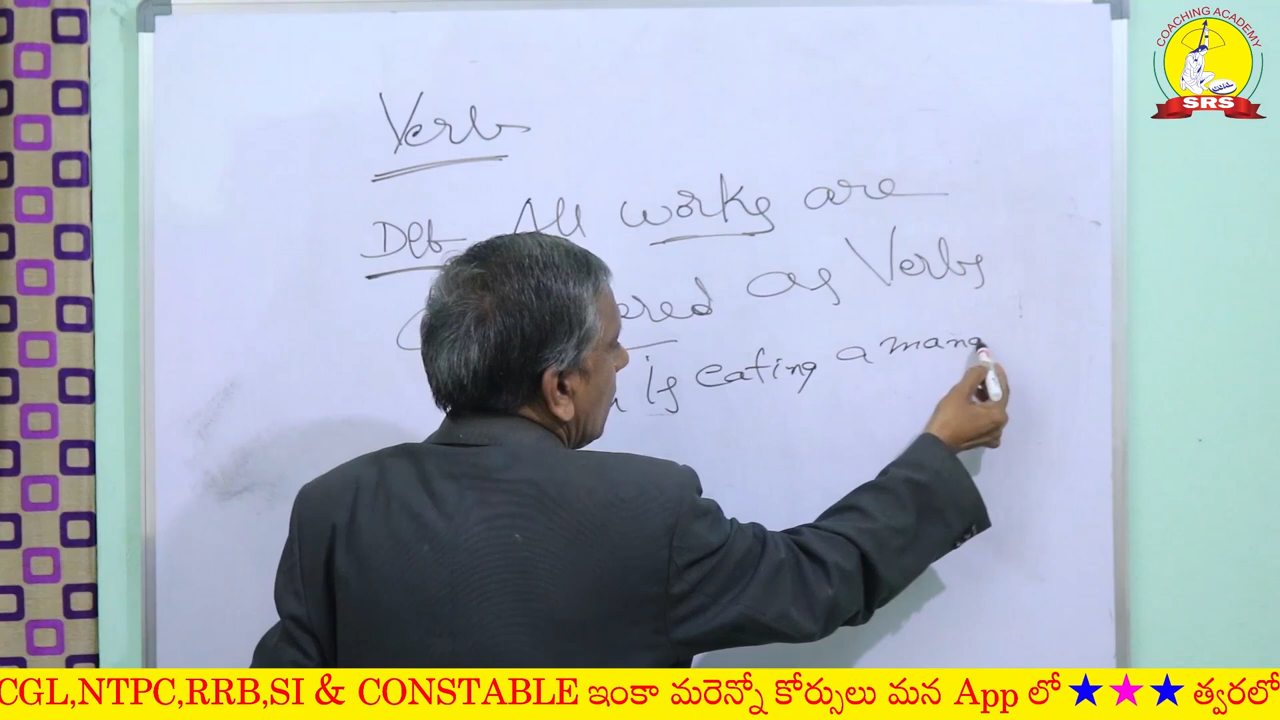 COACHING ACADEMY
SRS
Verbs
All works are
as Verbs
is eating a mang
CGL,NTPC,RRB,SI & CONSTABLE ఇంకా మరెన్నో కోర్సులు మన App లో ★★★ త్వరలో